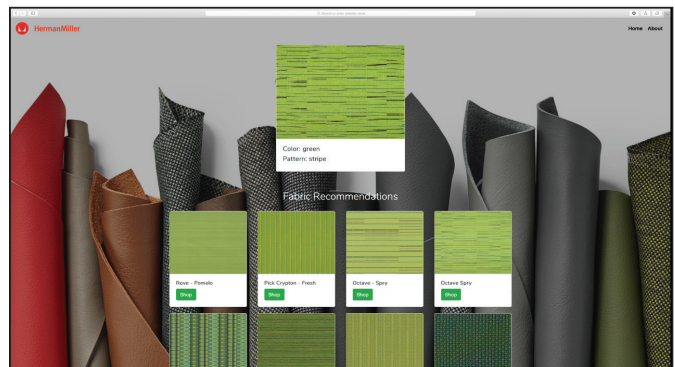 HermanMiller
Home About
Color: green
Pattern: stripe
Fabric Recommendations
Reve - Pomelo
Pick Crypton - Fresh
Octave - Spry
Octave Spry
Shop
Shop
Shop
Shop